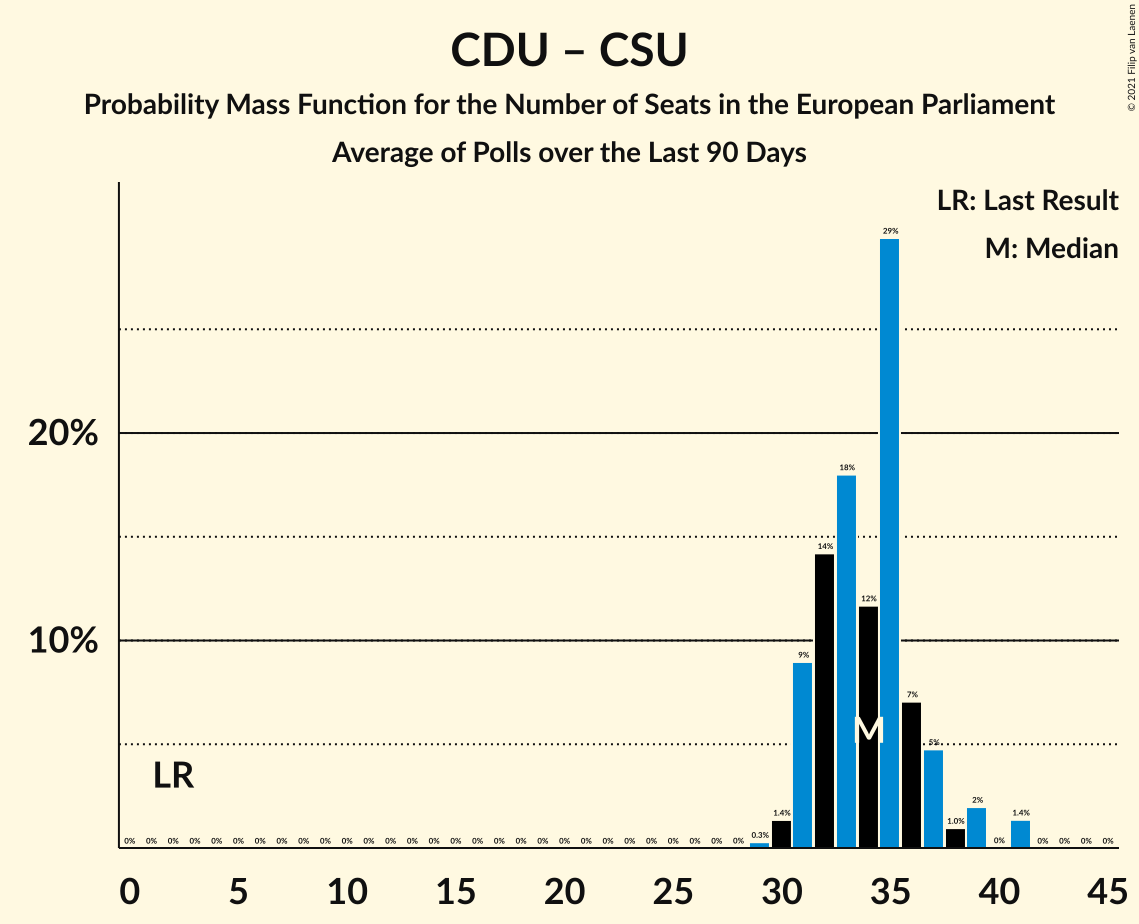 CDU – CSU
Probability Mass Function for the Number of Seats in the European Parliament
Average of Polls over the Last 90 Days
© 2021 Filip van Laenen
LR: Last Result
M: Median
20%
10%
LR
M
0% 0% 0% 0% 0% 0% 0% 0% 0% 0% 0% 0% 0% 0% 0% 0% 0% 0% 0% 0% 0% 0% 0% 0% 0% 0% 0% 0% 0% 0.3% 1.4% 9% 14% 18% 12% 29% 7% 5% 1.0% 2% 0% 1.4% 0% 0% 0% 0%
0 5 10 15 20 25 30 35 40 45